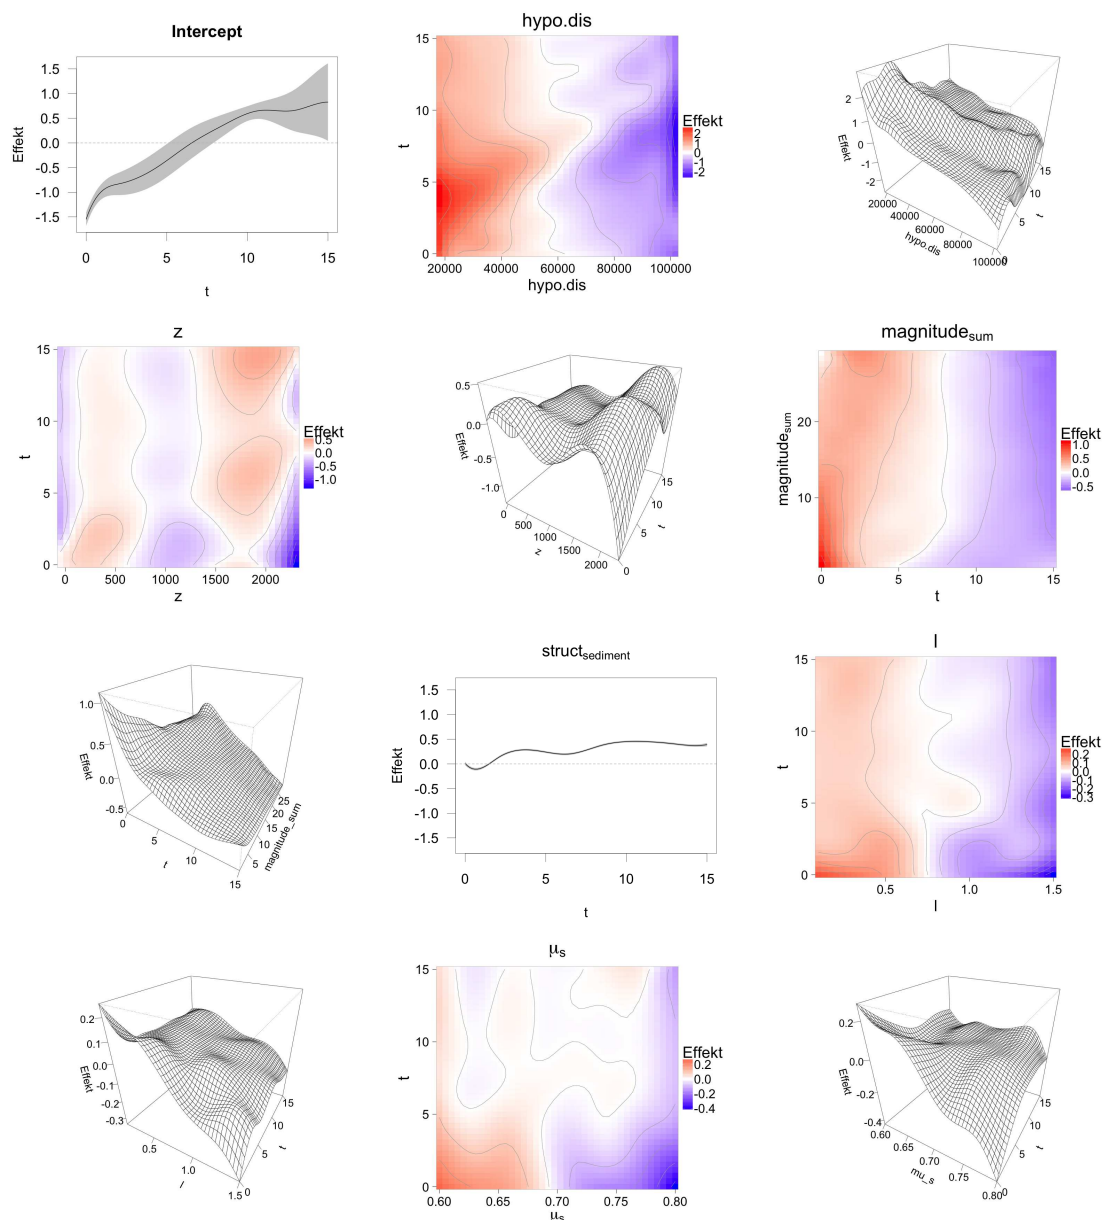 Intercept
Effekt
1.5
1.0
0.5
0.0
-0.5
-1.0
-1.5
0 5 10 15
t
hypo.dis
t
15
10
5
0
20000 40000 60000 80000 100000
hypo.dis
Effekt
2
1
0
-1
-2
Effekt
2
1
0
-1
-2
20000
40000
60000
80000
100000
hypo.dis
0
5
10
15
t
z
t
15
10
5
0
0 500 1000 1500 2000
z
Effekt
0.5
0.0
-0.5
-1.0
Effekt
0.5
0.0
-0.5
-1.0
0
500
1000
1500
2000
z
0
5
10
15
t
magnitudesum
magnitudesum
20
10
0 5 10 15
t
Effekt
1.0
0.5
0.0
-0.5
Effekt
1.0
0.5
0.0
-0.5
0
5
10
15
t
5
10
15
20
25
magnitude_sum
structsediment
Effekt
1.5
1.0
0.5
0.0
-0.5
-1.0
-1.5
0 5 10 15
t
l
t
15
10
5
0
0.5 1.0 1.5
l
Effekt
0.2
0.1
0.0
-0.1
-0.2
-0.3
Effekt
0.2
0.1
0.0
-0.1
-0.2
-0.3
0.5
1.0
1.5
l
0
5
10
15
t
μs
t
15
10
5
0
0.60 0.65 0.70 0.75 0.80
μs
Effekt
0.2
0.0
-0.2
-0.4
Effekt
0.2
0.0
-0.2
-0.4
0.60
0.65
0.70
0.75
0.80
mu_s
0
5
10
15
t